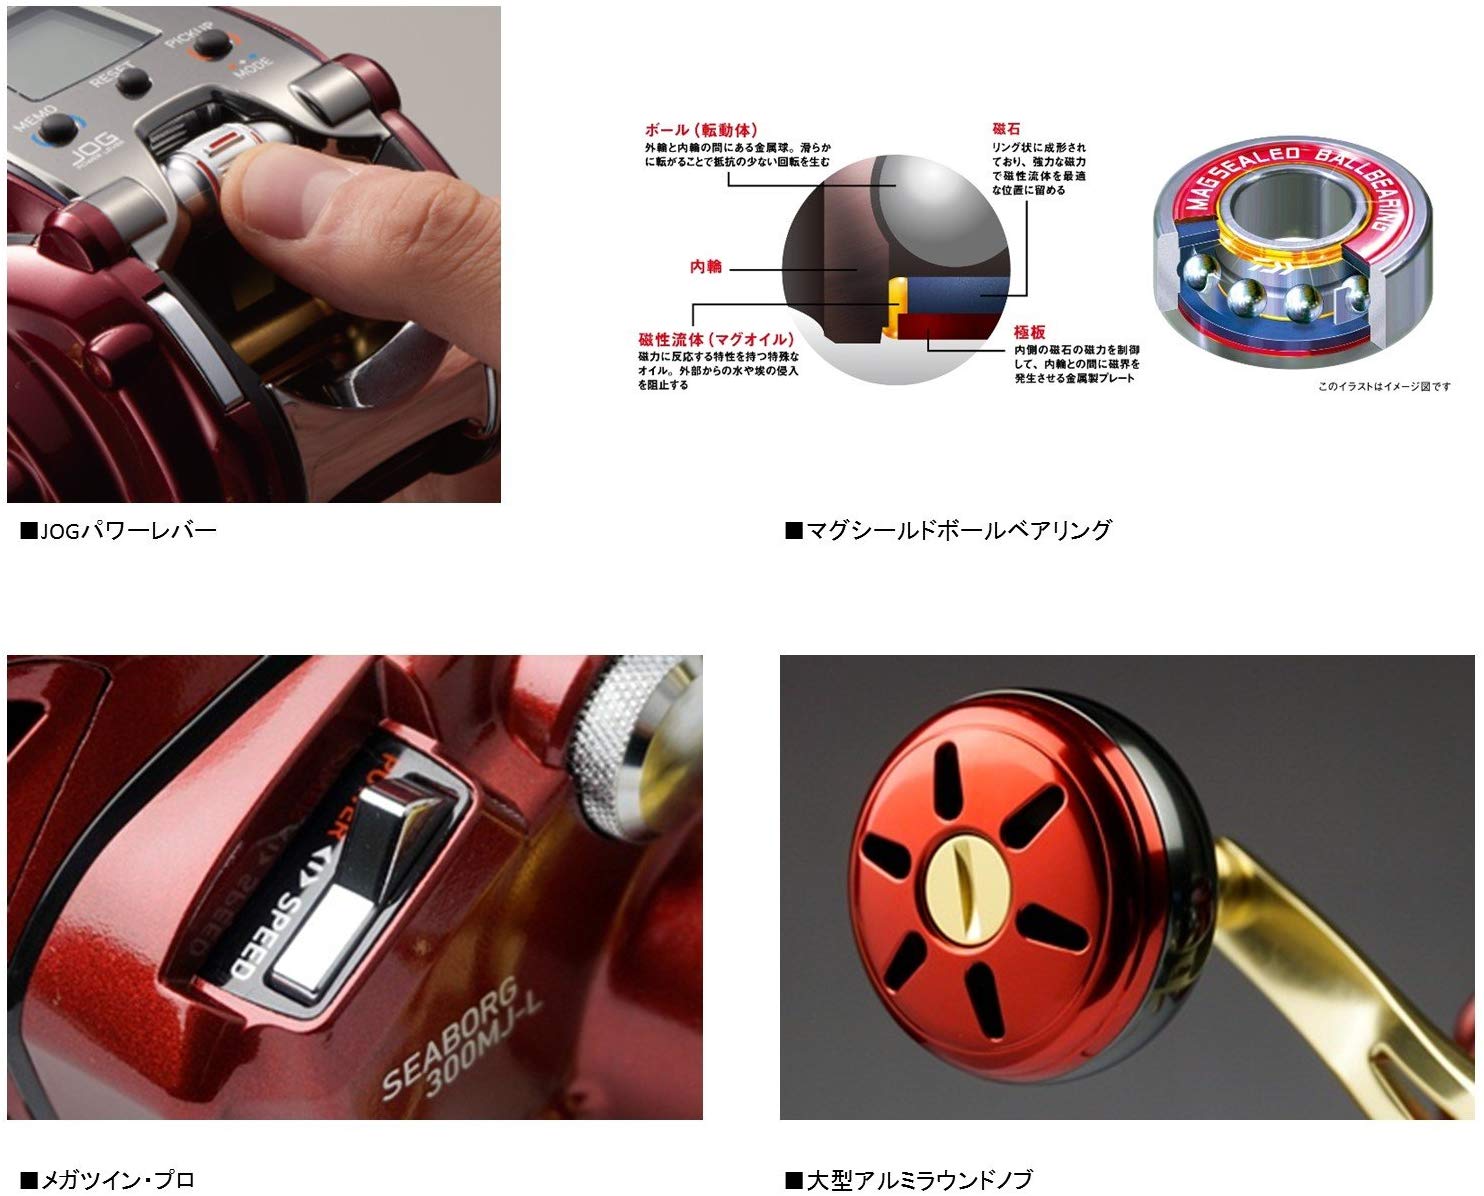 PICKUP
RESET
MODE
MEMO
JOG
POWER LEVER
■JOGパワーレバー
ボール(転動体)
外輪と内輪の間にある金属球。滑らか
に転がることで抵抗の少ない回転を生む
内輪
磁性流体(マグオイル)
磁力に反応する特性を持つ特殊な
オイル。外部からの水や埃の侵入
を阻止する
磁石
リング状に成形され
ており、強力な磁力
で磁性流体を最適
な位置に留める
極板
内側の磁石の磁力を制御
して、内輪との間に磁界を
発生させる金属製プレート
MAGSEALED BALLBEARING
このイラストはイメージ図です
■マグシールドボールベアリング
POWER
SPEED
SEABORG
300MJ-L
■メガツイン・プロ
■大型アルミラウンドノブ